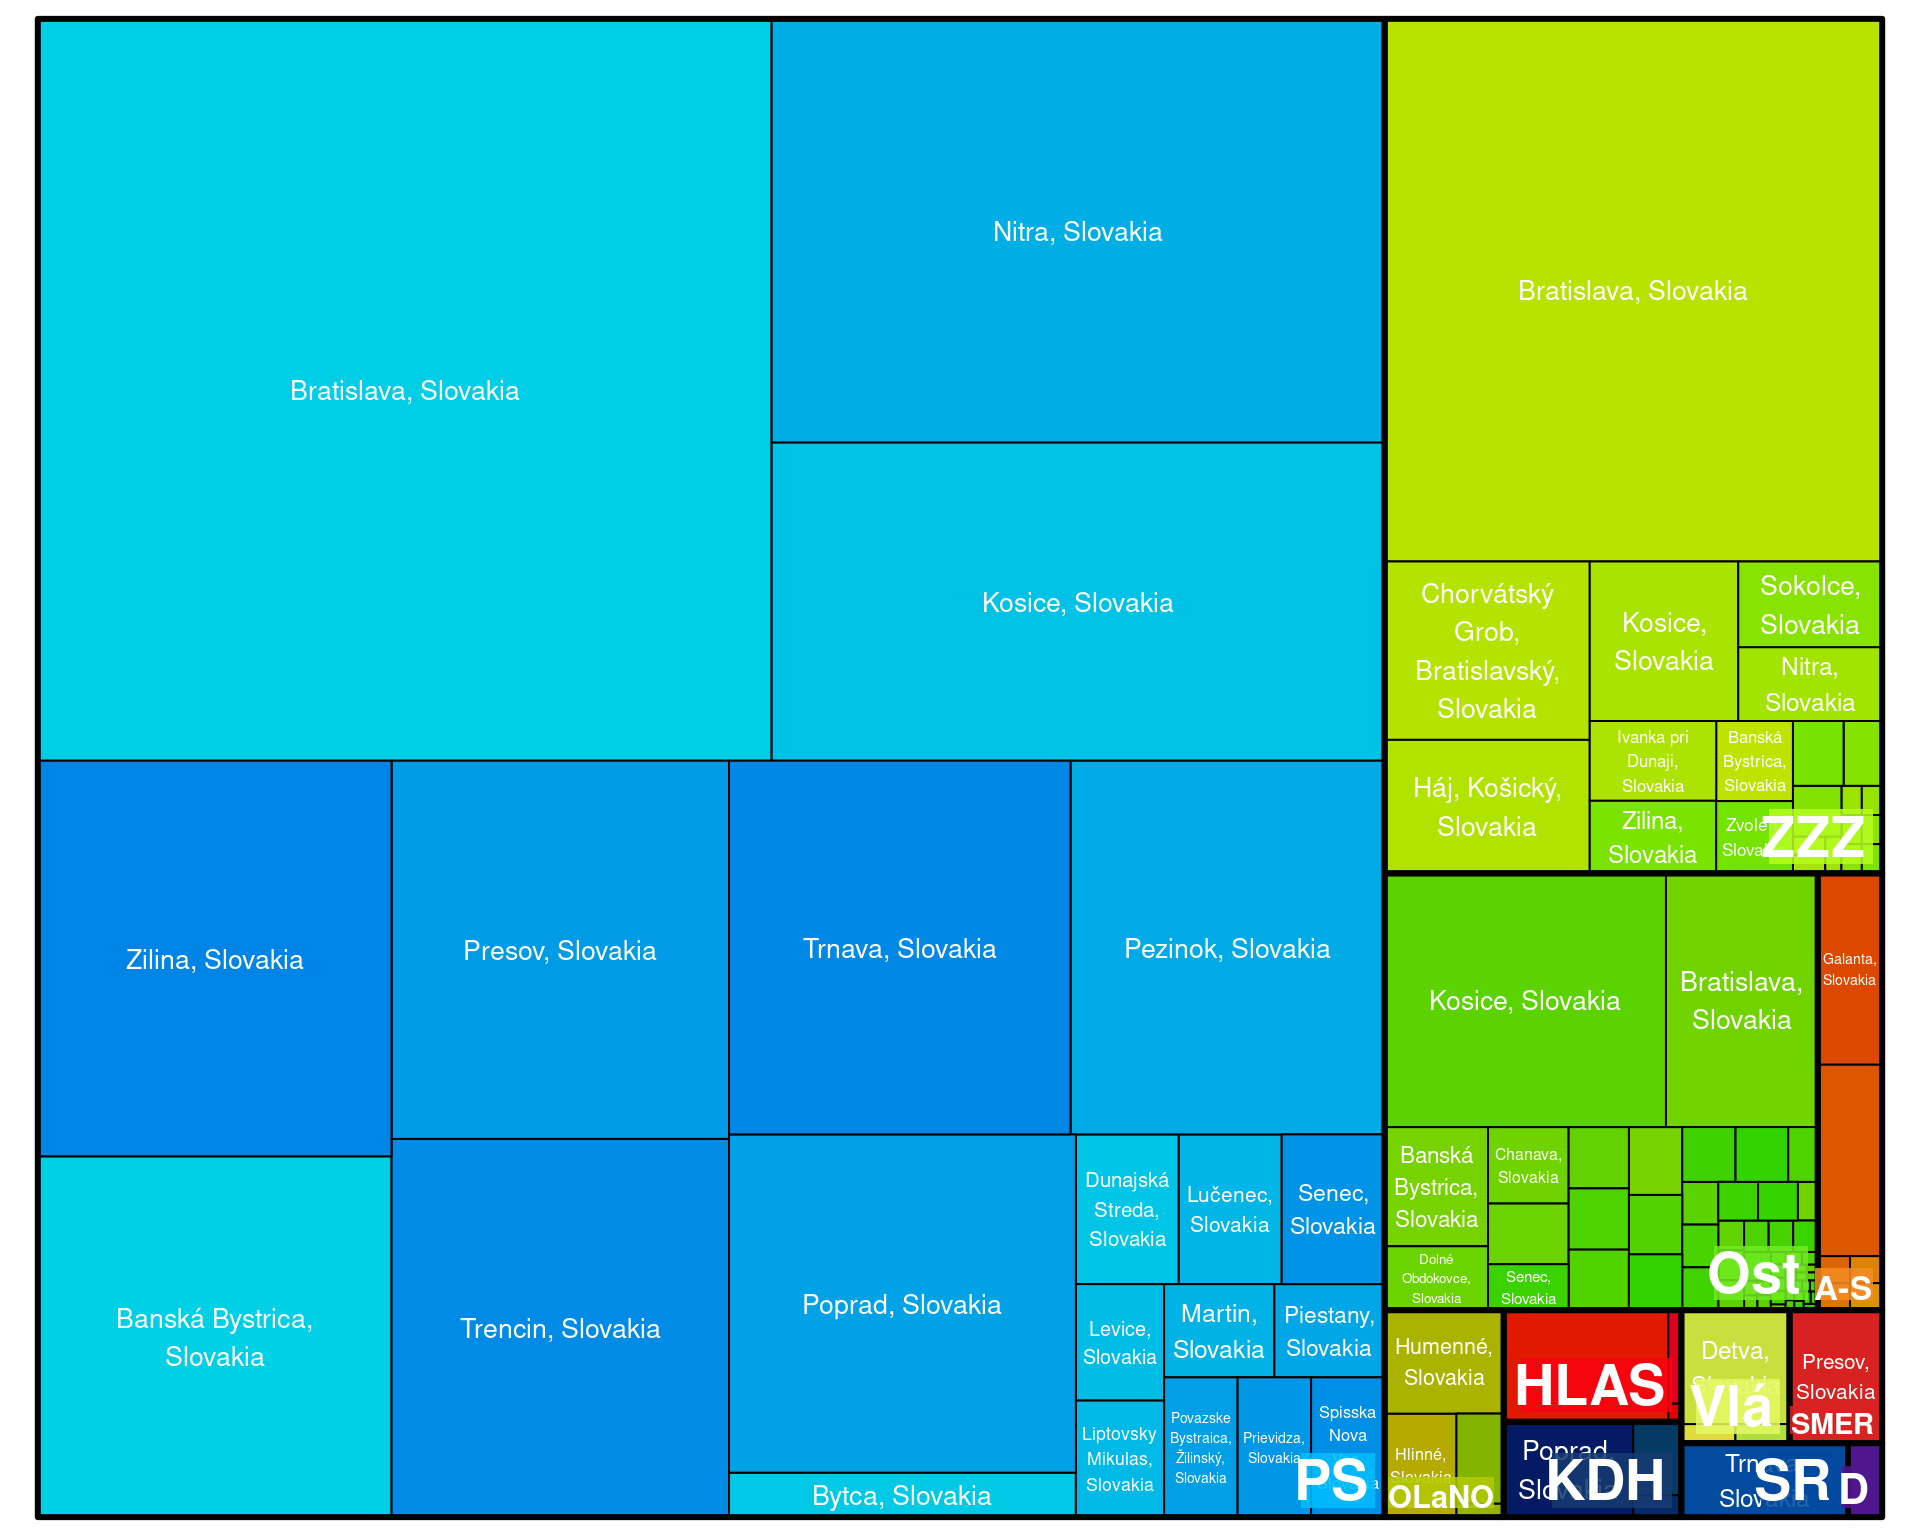 Bratislava, Slovakia
Nitra, Slovakia
Kosice, Slovakia
Zilina, Slovakia
Presov, Slovakia
Trnava, Slovakia
Pezinok, Slovakia
Banská Bystrica,
Slovakia
Trencin, Slovakia
Poprad, Slovakia
Bytca, Slovakia
Dunajská
Streda,
Slovakia
Lučenec,
Slovakia
Senec,
Slovakia
Levice,
Slovakia
Martin,
Slovakia
Piestany,
Slovakia
Liptovsky
Mikulas,
Slovakia
Povazske
Bystraica,
Žilinský,
Slovakia
Prievidza,
Slovakia
Spisska
Nova
PS
Bratislava, Slovakia
Chorvátský
Grob,
Bratislavský,
Slovakia
Kosice,
Slovakia
Sokolce,
Slovakia
Nitra,
Slovakia
Háj, Košický,
Slovakia
Ivanka pri
Dunaji,
Slovakia
Banská
Bystrica,
Slovakia
Zilina,
Slovakia
ZZZ
Kosice, Slovakia
Bratislava,
Slovakia
Banská
Bystrica,
Slovakia
Chanava,
Slovakia
Dolné
Obdokovce,
Slovakia
Senec,
Slovakia
Ost
Galanta,
Slovakia
A-S
Humenné,
Slovakia
Hlinné,
Slovakia
OLaNO
HLAS
Poprad
KDH
Detva,
Vlá
Presov,
Slovakia
SMER
SR
D